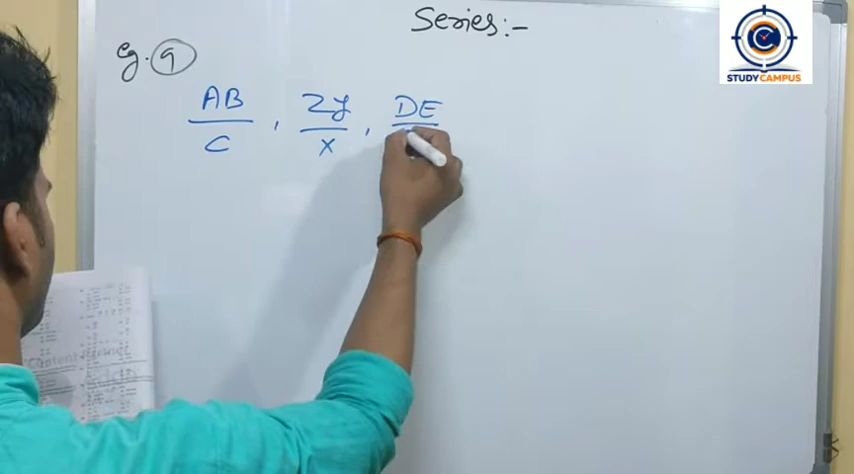 Series:-
eg. 9
AB/C , ZY/X , DE/
STUDY CAMPUS